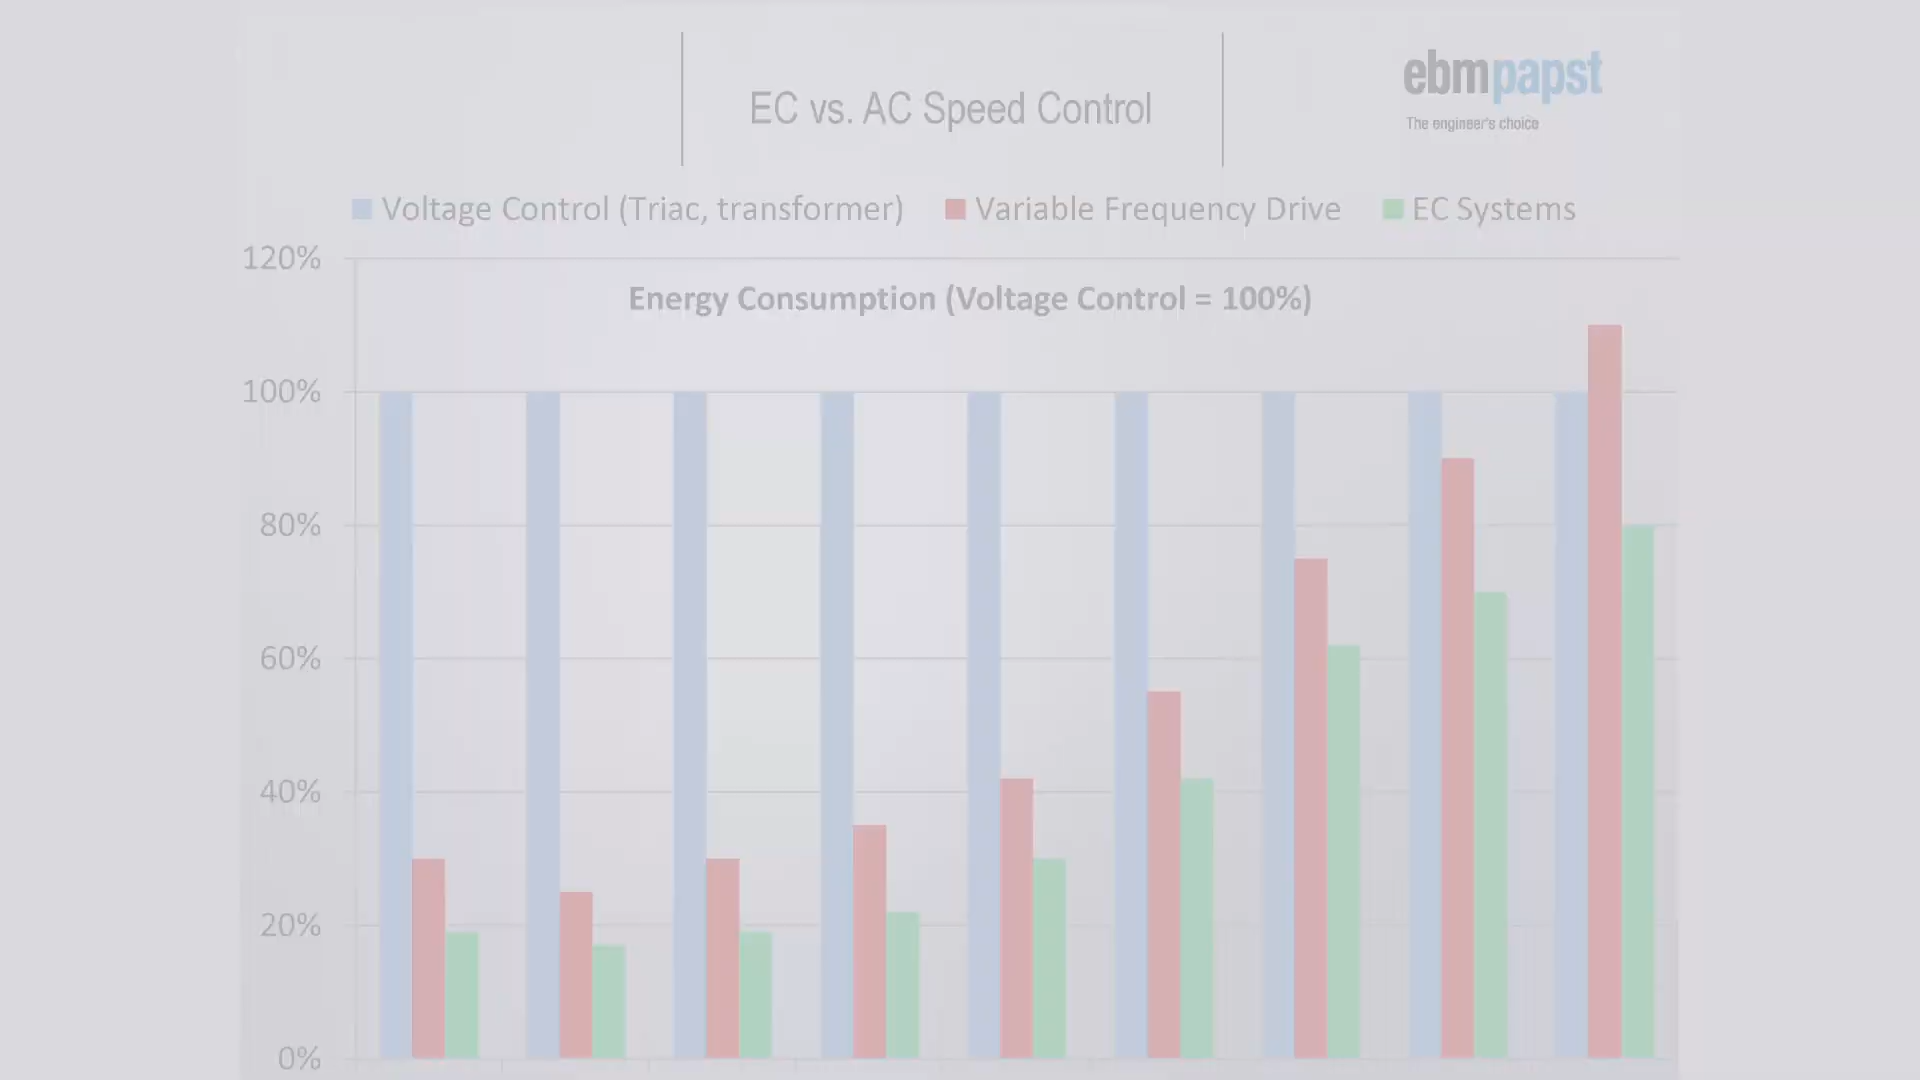 EC vs. AC Speed Control
ebmpapst
The engineer's choice
Voltage Control (Triac, transformer) Variable Frequency Drive EC Systems
Energy Consumption (Voltage Control = 100%)
120%
100%
80%
60%
40%
20%
0%